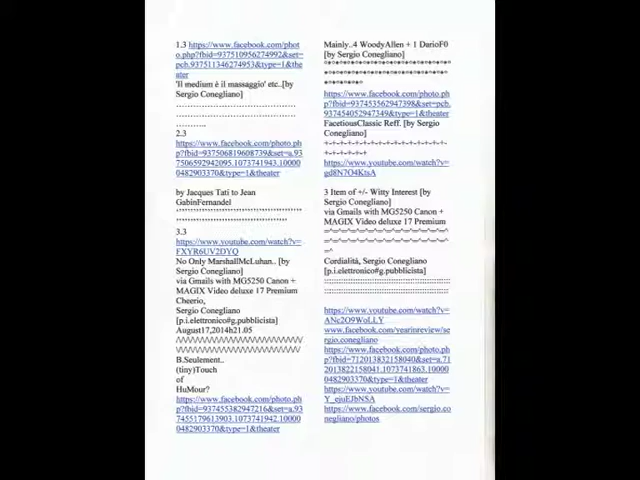 1.3 https://www.facebook.com/phot
o.php?fbid=937510956274992&set=
pcb.937511346274953&type=1&the
ater
'Il medium è il massaggio' etc..[by
Sergio Conegliano]
........................................
...........
2.3
https://www.facebook.com/photo.ph
p?fbid=937506819608739&set=a.93
7506592942095.1073741943.10000
0482903370&type=1&theater
by Jacques Tati to Jean
GabinFernandel
3.3
https://www.youtube.com/watch?v=
FXYR6UV2DYQ
No Only MarshallMcLuhan.. [by
Sergio Conegliano]
via Gmails with MG5250 Canon +
MAGIX Video deluxe 17 Premium
Cheerio,
Sergio Conegliano
[p.i.elettronico#g.pubblicista]
August17,2014h21.05
B.Seulement..
(tiny)Touch
of
HuMour?
https://www.facebook.com/photo.ph
p?fbid=937455382947216&set=a.93
7455179613903.1073741942.10000
0482903370&type=1&theater
Mainly..4 WoodyAllen + 1 DarioF0
[by Sergio Conegliano]
https://www.facebook.com/photo.ph
p?fbid=937453562947398&set=pcb.
937454052947349&type=1&theater
FacetiousClassic Reff. [by Sergio
Conegliano]
https://www.youtube.com/watch?v=
gd8N7O4KtsA
3 Item of +/- Witty Interest [by
Sergio Conegliano]
via Gmails with MG5250 Canon +
MAGIX Video deluxe 17 Premium
Cordialità, Sergio Conegliano
[p.i.elettronico#g.pubblicista]
https://www.youtube.com/watch?v=
ANc2O9WoLLY
www.facebook.com/yearinreview/se
rgio.conegliano
https://www.facebook.com/photo.ph
p?fbid=712013832158040&set=a.71
2013822158041.1073741863.10000
0482903370&type=1&theater
https://www.youtube.com/watch?v=
Y_ejuEJbNSA
https://www.facebook.com/sergio.co
negliano/photos